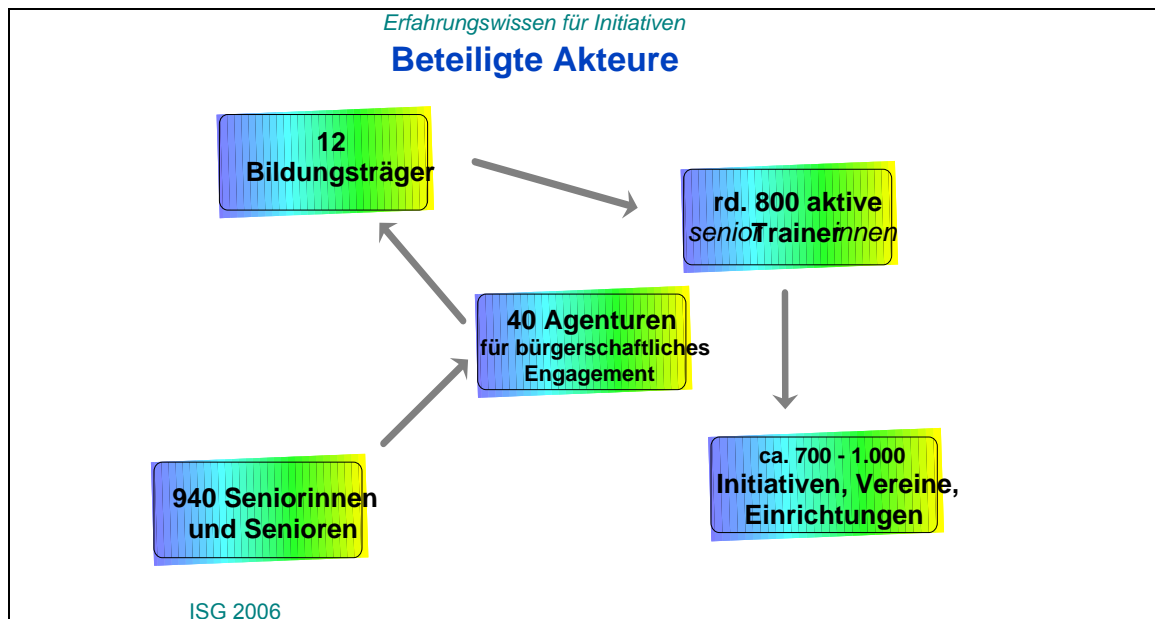 Erfahrungswissen für Initiativen
Beteiligte Akteure
12
Bildungsträger
rd. 800 aktive
seniorTrainerinnen
40 Agenturen
für bürgerschaftliches
Engagement
940 Seniorinnen
und Senioren
ca. 700 - 1.000
Initiativen, Vereine,
Einrichtungen
ISG 2006